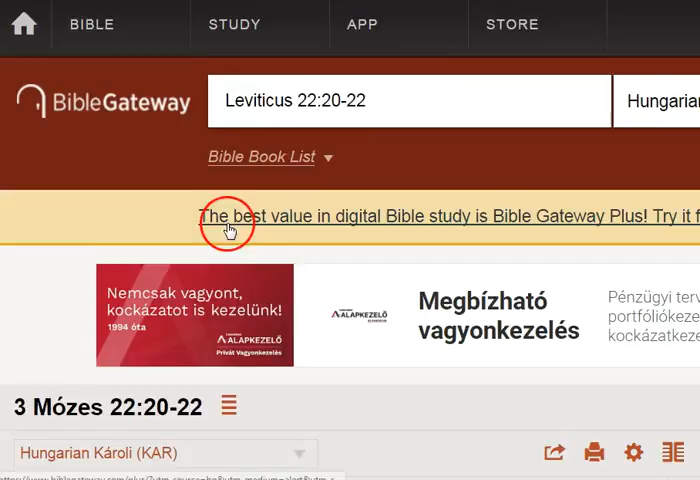 BIBLE STUDY APP STORE
BibleGateway
Leviticus 22:20-22
Hungarian
Bible Book List
The best value in digital Bible study is Bible Gateway Plus! Try it f
Nemcsak vagyont,
kockázatot is kezelünk!
1994 óta
ALAPKEZELŐ
Privát Vagyonkezelés
ALAPKEZELŐ
Megbízható
vagyonkezelés
Pénzügyi terv
portfóliókeze
kockázatkeze
3 Mózes 22:20-22
Hungarian Károli (KAR)